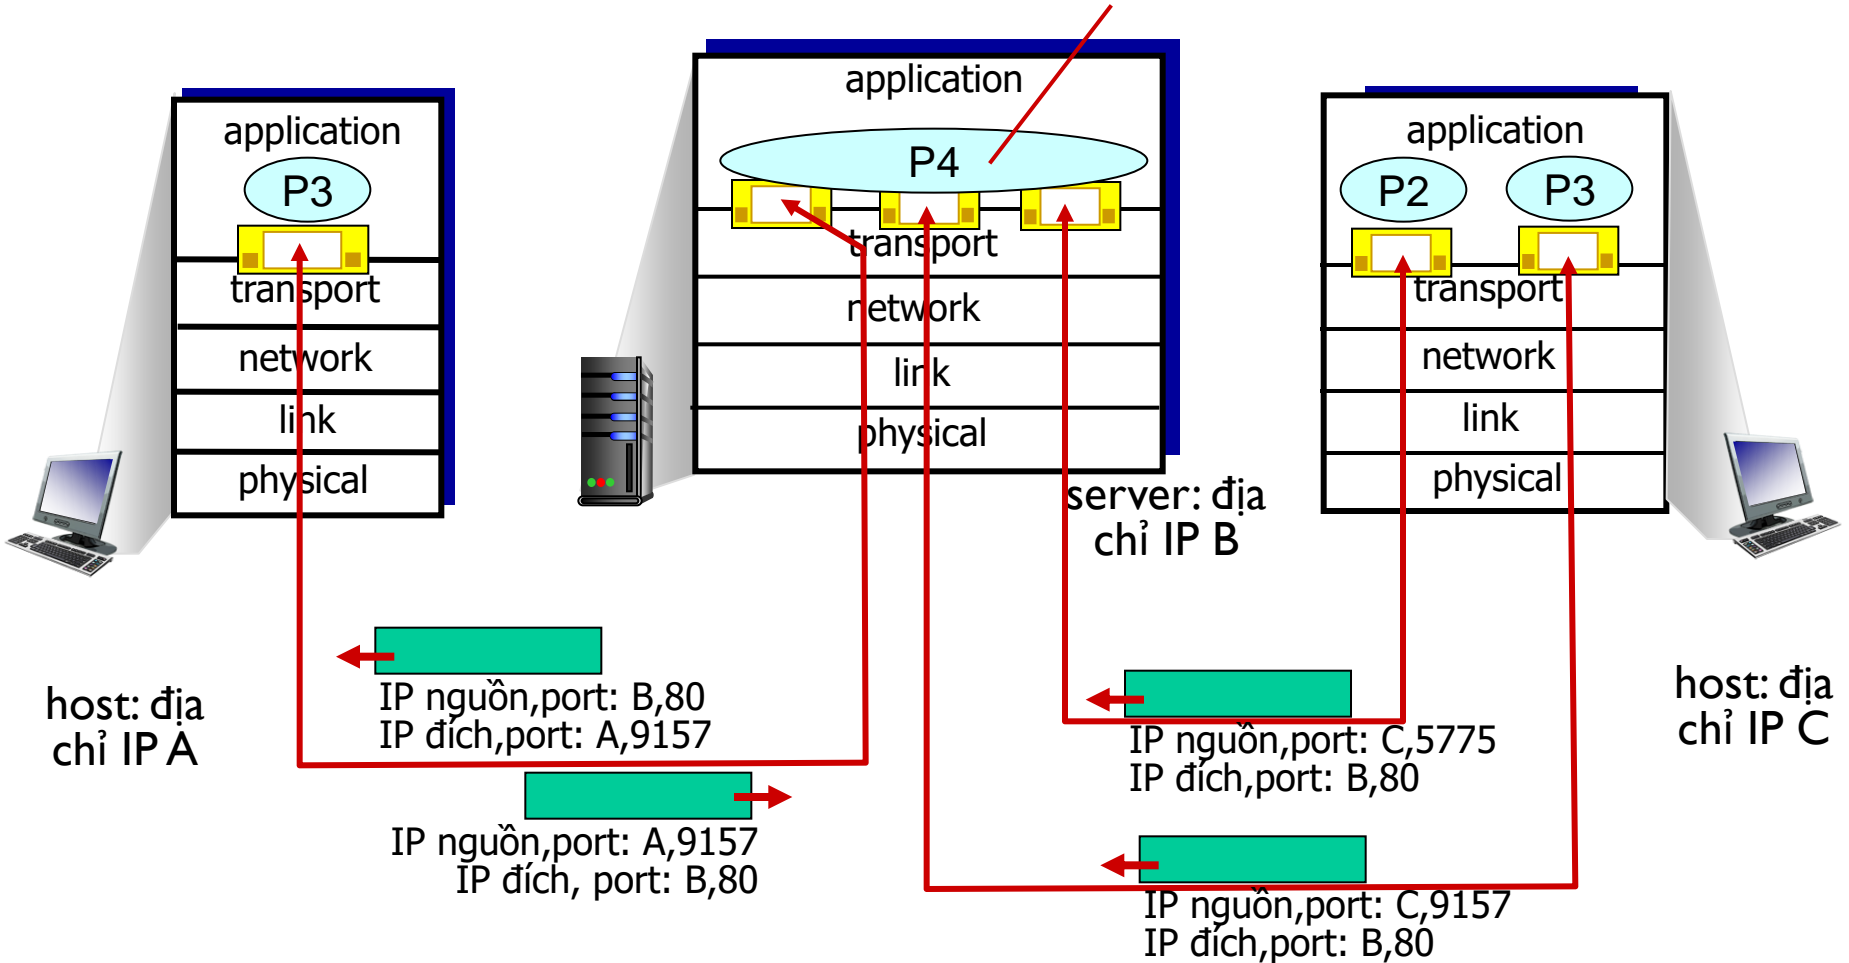 application
P3
transport
network
link
physical
host: địa
chỉ IP A
application
P4
transport
network
link
physical
server: địa
chỉ IP B
application
P2
P3
transport
network
link
physical
host: địa
chỉ IP C
IP nguồn,port: B,80
IP đích,port: A,9157
IP nguồn,port: A,9157
IP đích, port: B,80
IP nguồn,port: C,5775
IP đích,port: B,80
IP nguồn,port: C,9157
IP đích,port: B,80